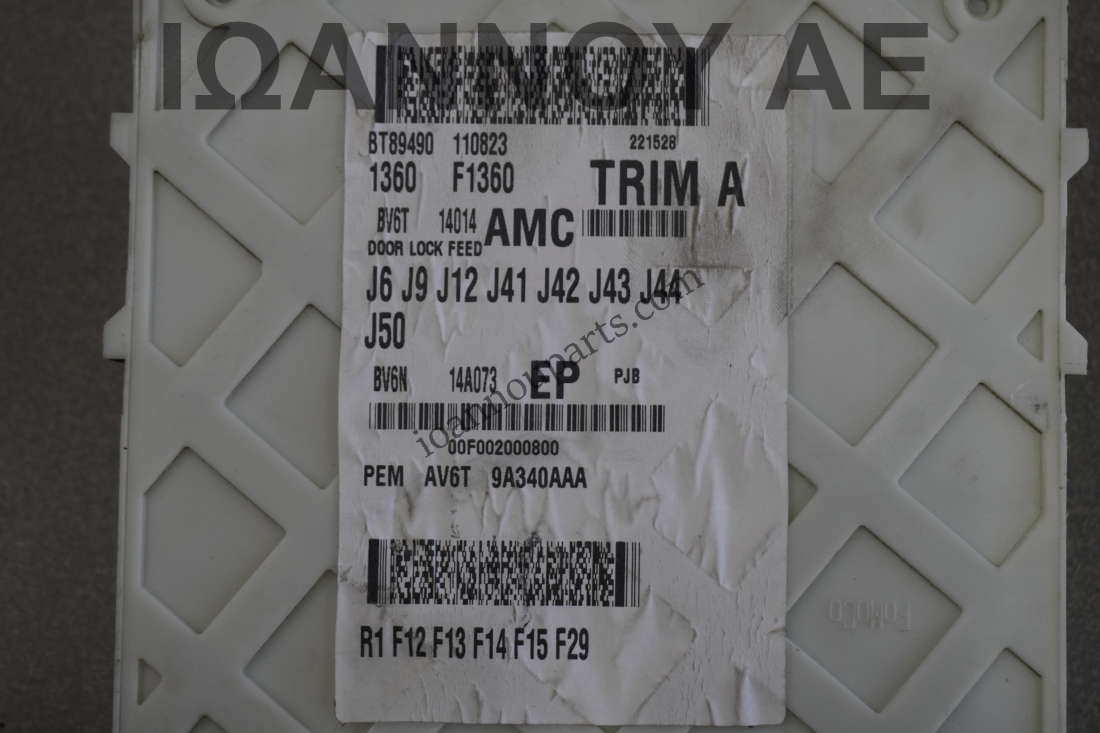 ΙΩΑΝΝΟΥ ΑΕ
BT89490 110823 221528
1360 F1360 TRIM A
BV6T 14014 AMC
DOOR LOCK FEED
J6 J9 J12 J41 J42 J43 J44
J50
BV6N 14A073 EP PJB
ioannouparts.com
00F002000800
PEM AV6T 9A340AAA
R1 F12 F13 F14 F15 F29
FoMoCo